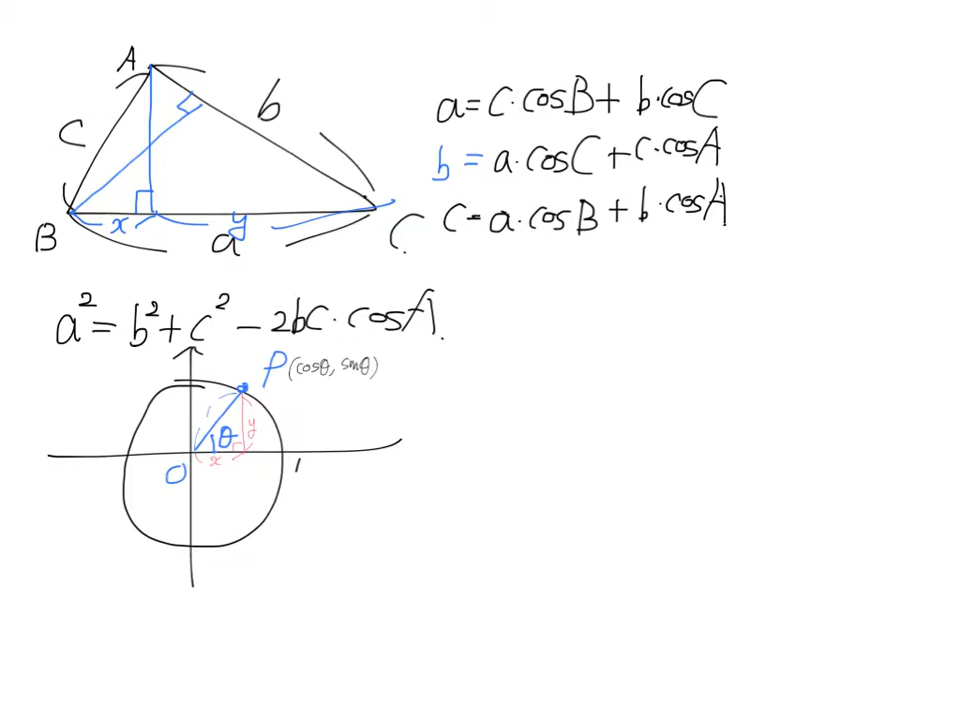 A
c
b
B
x
y
a
C
a = c · cosB + b · cosC
b = a · cosC + c · cosA
c = a · cosB + b · cosA
a² = b² + c² − 2bc · cosA.
P (cosθ, sinθ)
1
θ
y
x
O
1